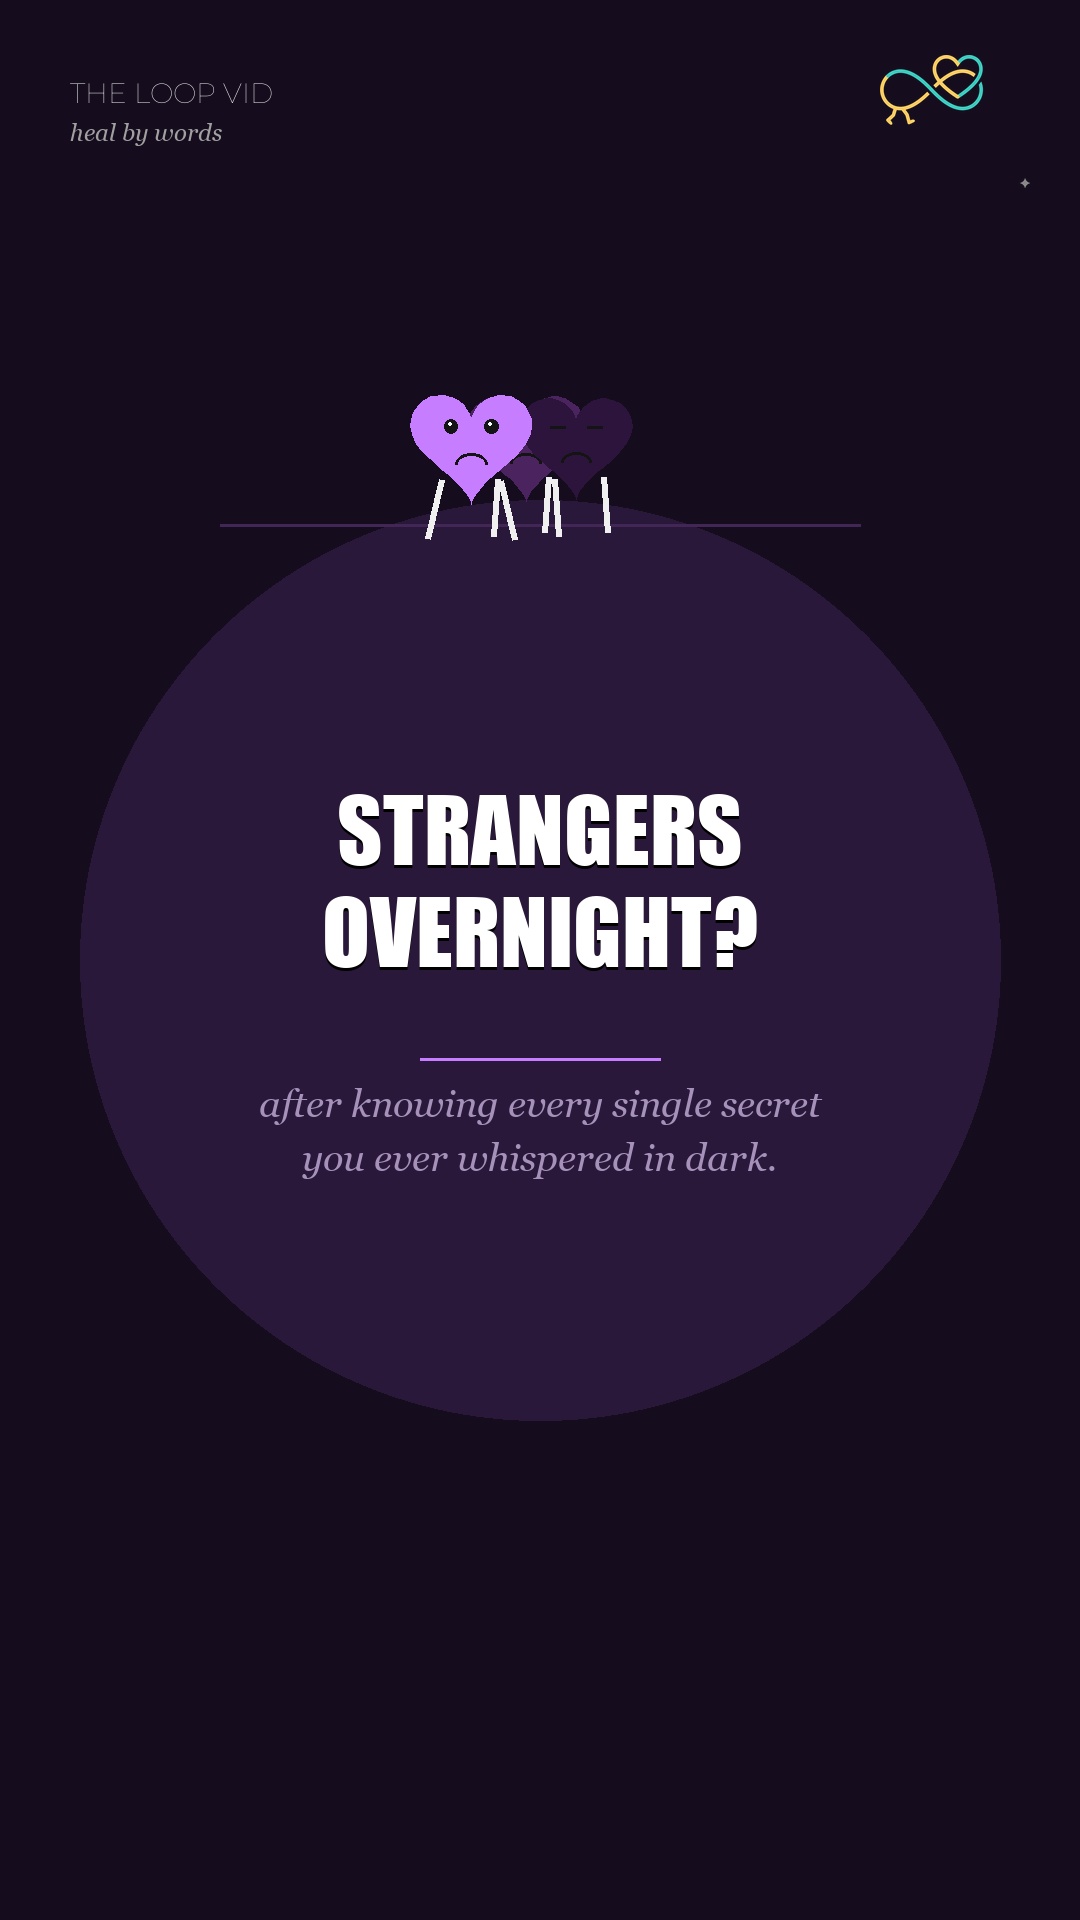 THE LOOP VID
heal by words
STRANGERS
OVERNIGHT?
after knowing every single secret
you ever whispered in dark.